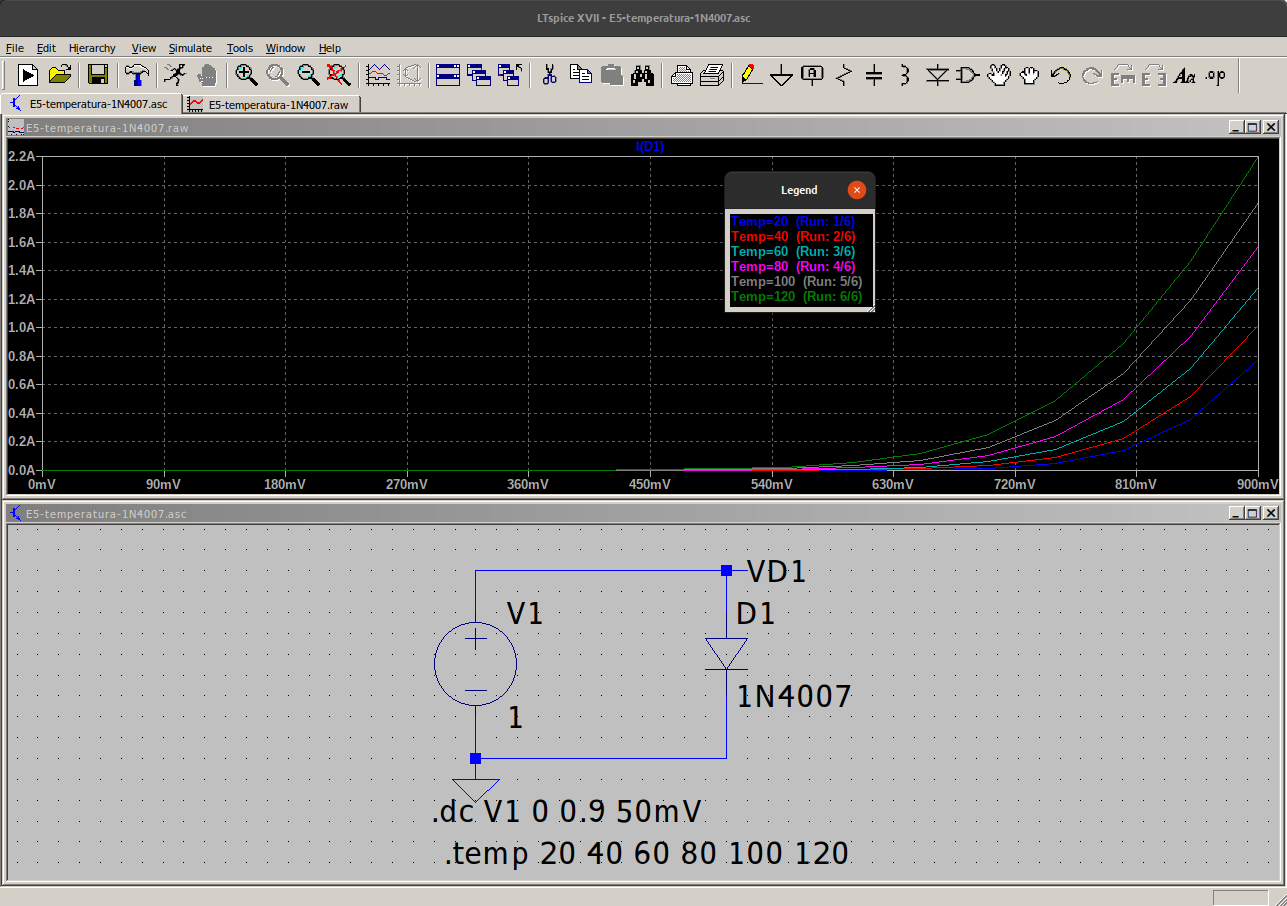 LTspice XVII - E5-temperatura-1N4007.asc
File Edit Hierarchy View Simulate Tools Window Help
Aa .op
E5-temperatura-1N4007.asc E5-temperatura-1N4007.raw
E5-temperatura-1N4007.raw
I(D1)
2.2A
2.0A
1.8A
1.6A
1.4A
1.2A
1.0A
0.8A
0.6A
0.4A
0.2A
0.0A
0mV 90mV 180mV 270mV 360mV 450mV 540mV 630mV 720mV 810mV 900mV
Legend
Temp=20 (Run: 1/6)
Temp=40 (Run: 2/6)
Temp=60 (Run: 3/6)
Temp=80 (Run: 4/6)
Temp=100 (Run: 5/6)
Temp=120 (Run: 6/6)
E5-temperatura-1N4007.asc
VD1
V1 D1
1N4007
1
.dc V1 0 0.9 50mV
.temp 20 40 60 80 100 120